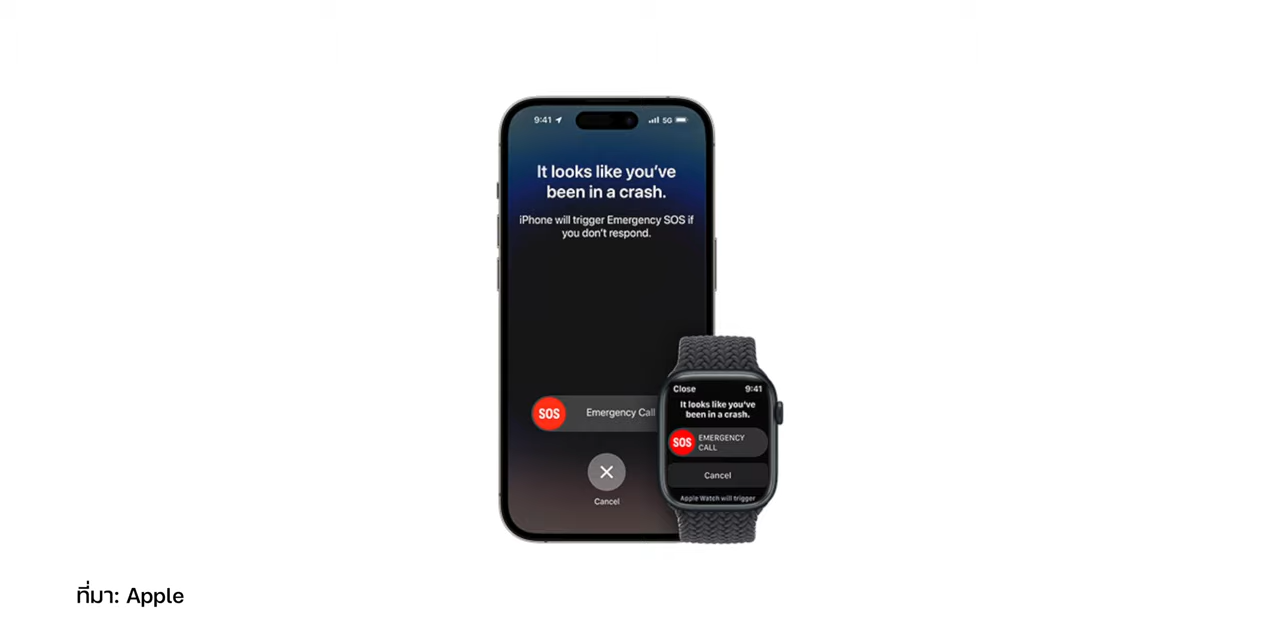 9:41
5G
It looks like you've
been in a crash.
iPhone will trigger Emergency SOS if
you don't respond.
SOS
Emergency Call
Cancel
Close
9:41
It looks like you've
been in a crash.
SOS
EMERGENCY
CALL
Cancel
Apple Watch will trigger
ที่มา: Apple